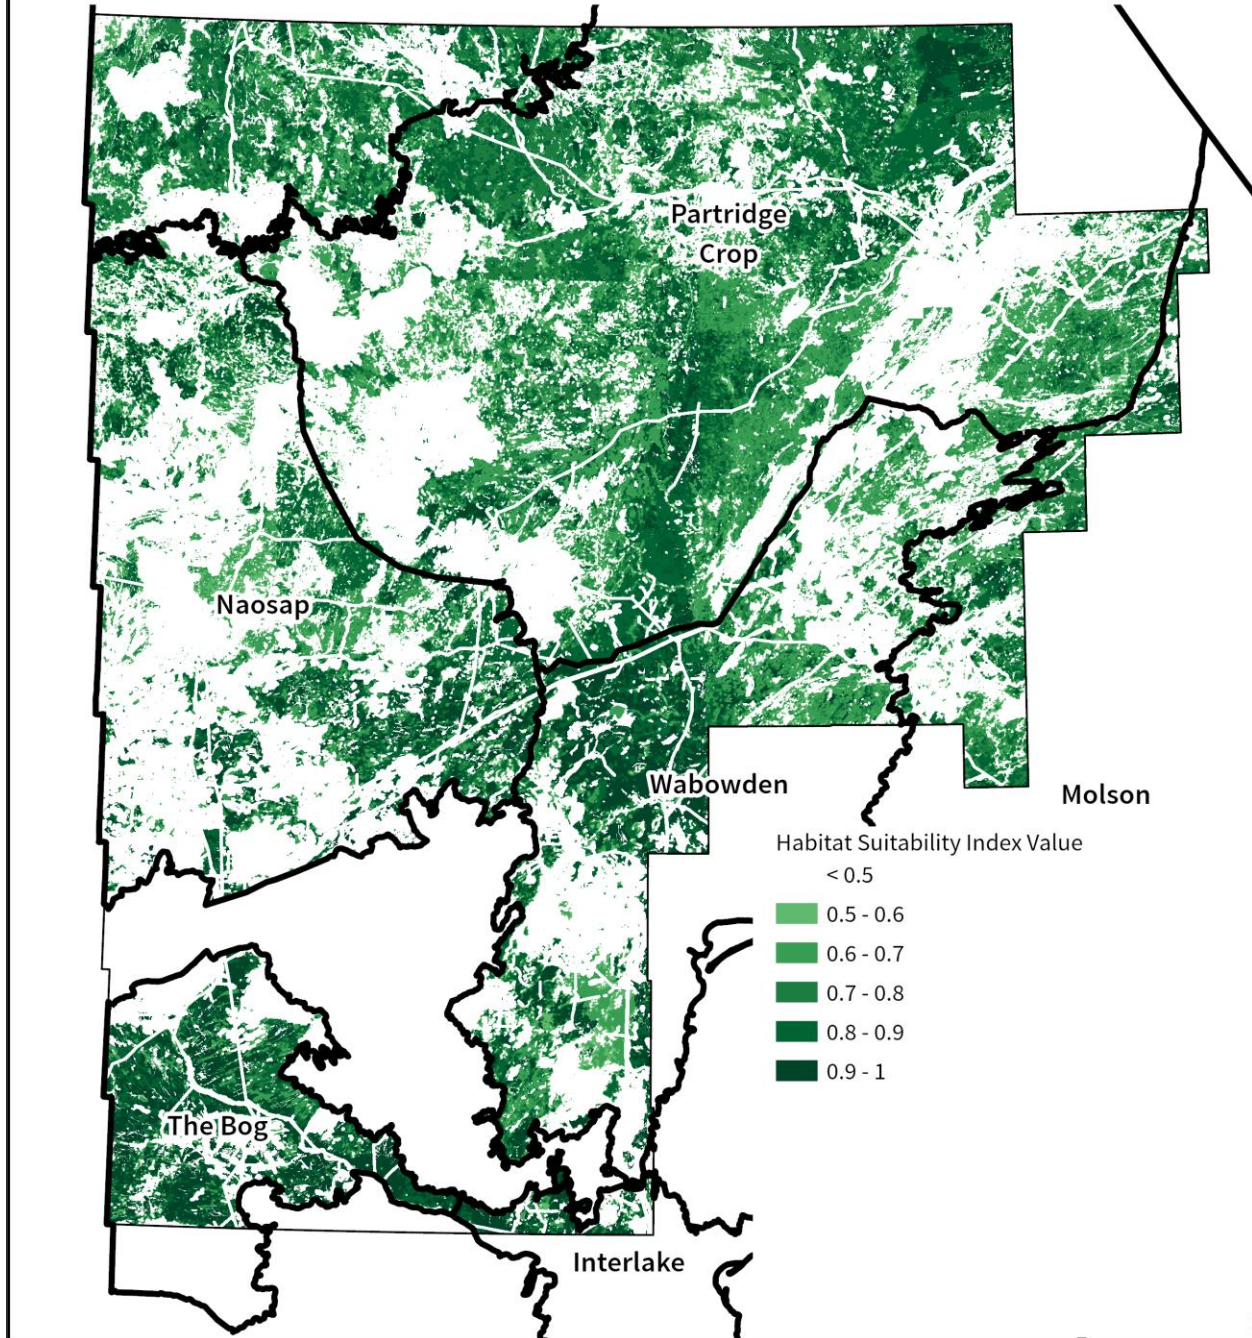 Partridge
Crop
Naosap
Wabowden
Molson
Habitat Suitability Index Value
< 0.5
0.5 - 0.6
0.6 - 0.7
0.7 - 0.8
0.8 - 0.9
0.9 - 1
The Bog
Interlake